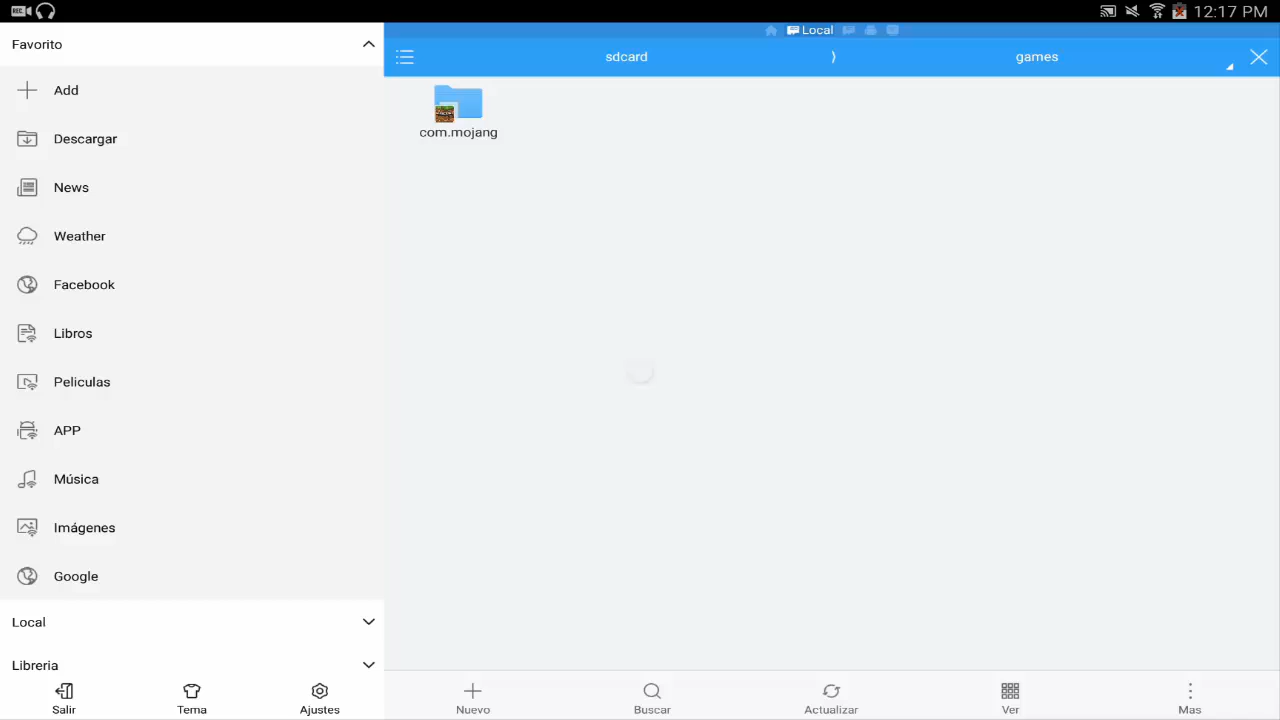 REC
12:17 PM
Favorito
Add
Descargar
News
Weather
Facebook
Libros
Peliculas
APP
Música
Imágenes
Google
Local
Libreria
Salir
Tema
Ajustes
Local
sdcard
games
com.mojang
Nuevo
Buscar
Actualizar
Ver
Mas